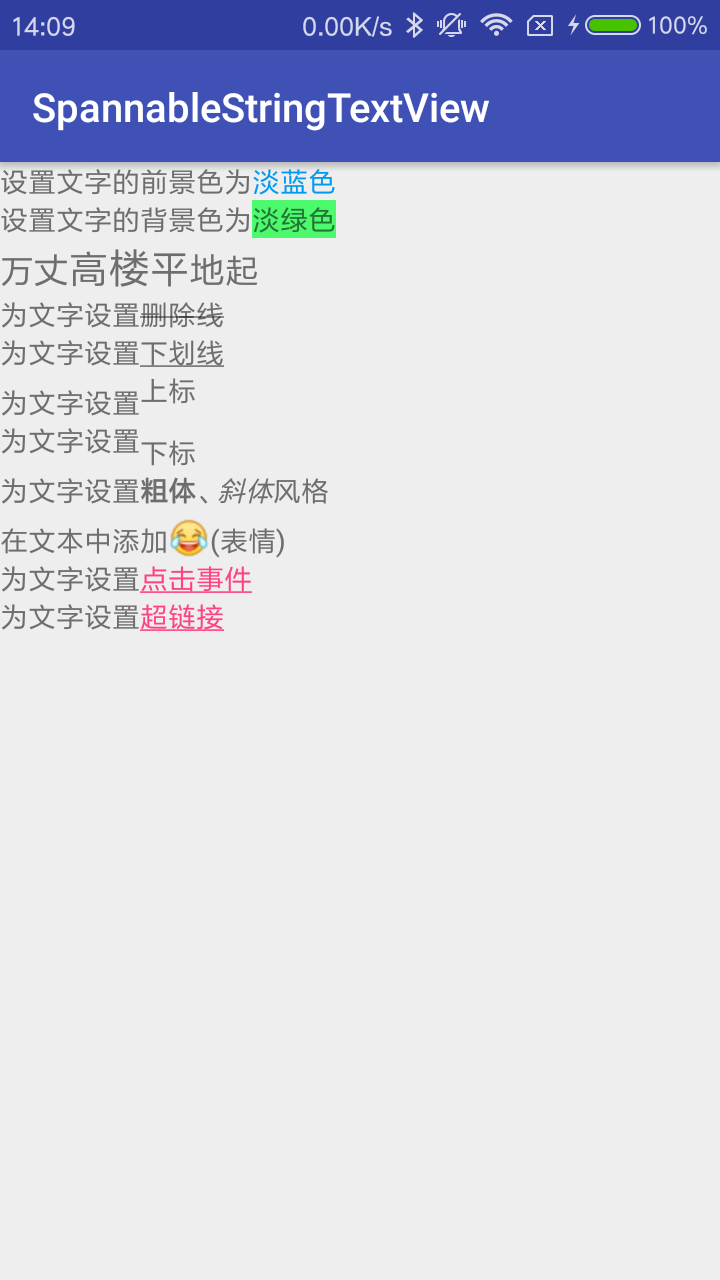 14:09 0.00K/s 100%
SpannableStringTextView
设置文字的前景色为淡蓝色
设置文字的背景色为淡绿色
万丈高楼平地起
为文字设置删除线
为文字设置下划线
为文字设置上标
为文字设置下标
为文字设置粗体、斜体风格
在文本中添加😂(表情)
为文字设置点击事件
为文字设置超链接